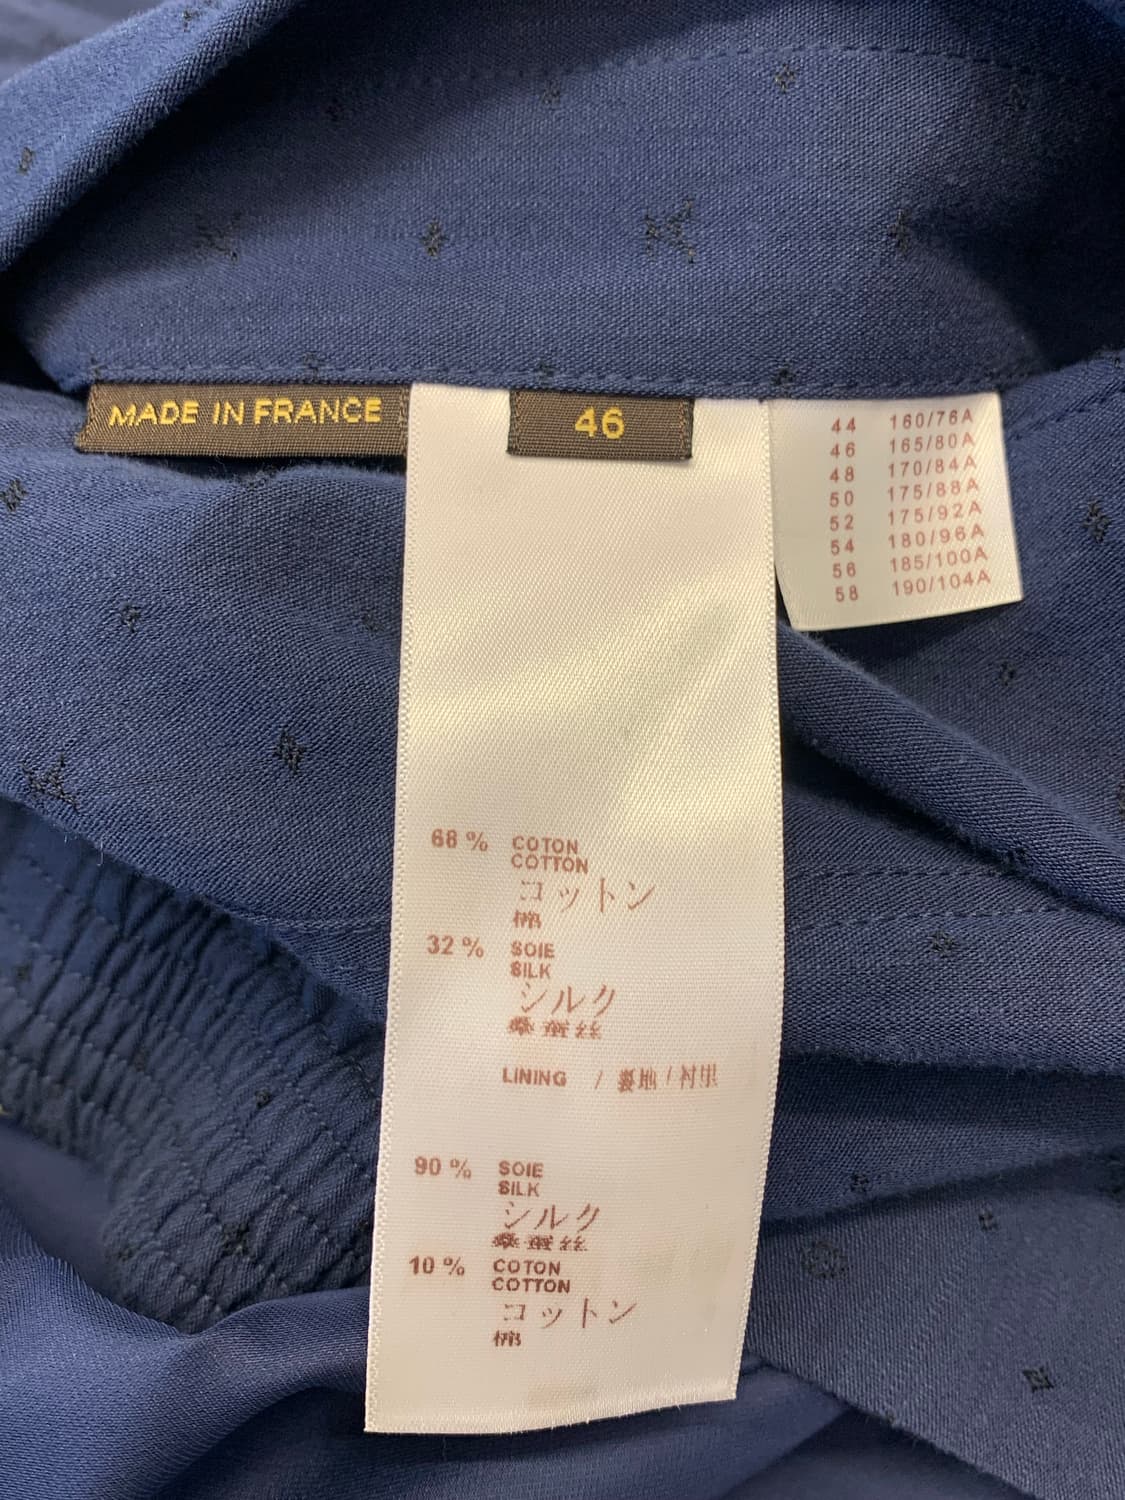 MADE IN FRANCE
46
44 160/76A
46 165/80A
48 170/84A
50 175/88A
52 175/92A
54 180/96A
56 185/100A
58 190/104A
68 % COTON
COTTON
コットン
棉
32 % SOIE
SILK
シルク
桑蚕丝
LINING / 裏地 / 衬里
90 % SOIE
SILK
シルク
桑蚕丝
10 % COTON
COTTON
コットン
棉